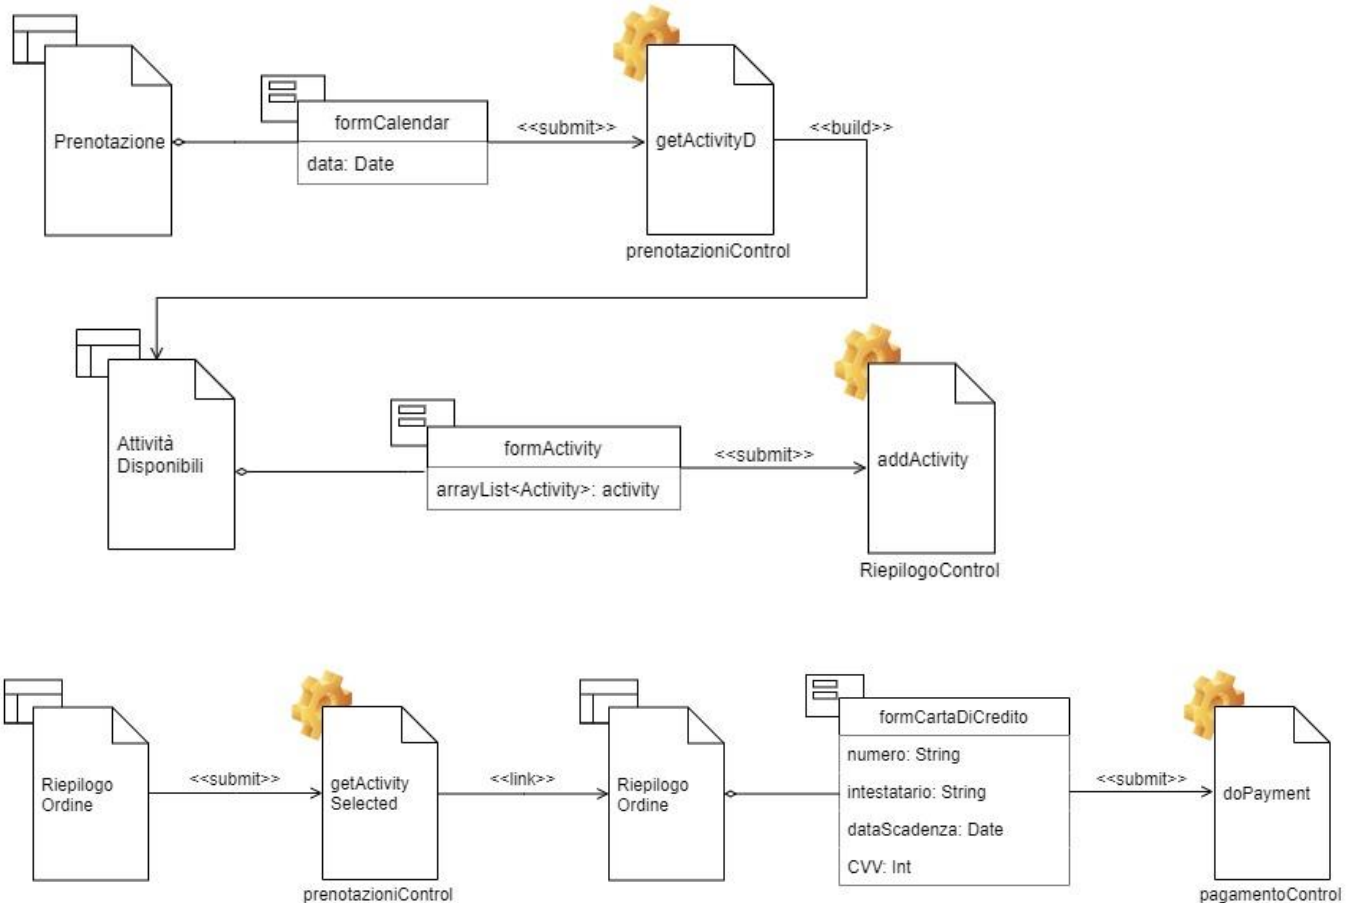 Prenotazione
formCalendar
data: Date
<<submit>>
getActivityD
<<build>>
prenotazioniControl
Attività
Disponibili
formActivity
arrayList<Activity>: activity
<<submit>>
addActivity
RiepilogoControl
Riepilogo
Ordine
<<submit>>
getActivity
Selected
prenotazioniControl
<<link>>
Riepilogo
Ordine
formCartaDiCredito
numero: String
intestatario: String
dataScadenza: Date
CVV: Int
<<submit>>
doPayment
pagamentoControl